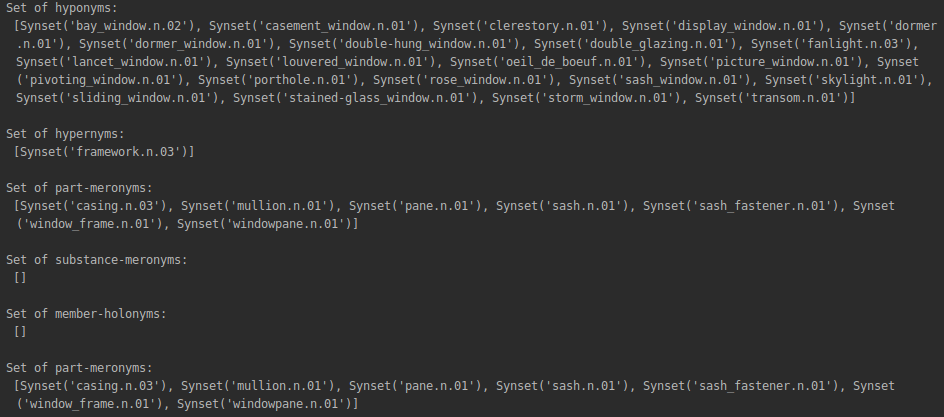 Set of hyponyms:
[Synset('bay_window.n.02'), Synset('casement_window.n.01'), Synset('clerestory.n.01'), Synset('display_window.n.01'), Synset('dormer
.n.01'), Synset('dormer_window.n.01'), Synset('double-hung_window.n.01'), Synset('double_glazing.n.01'), Synset('fanlight.n.03'),
Synset('lancet_window.n.01'), Synset('louvered_window.n.01'), Synset('oeil_de_boeuf.n.01'), Synset('picture_window.n.01'), Synset
('pivoting_window.n.01'), Synset('porthole.n.01'), Synset('rose_window.n.01'), Synset('sash_window.n.01'), Synset('skylight.n.01'),
Synset('sliding_window.n.01'), Synset('stained-glass_window.n.01'), Synset('storm_window.n.01'), Synset('transom.n.01')]
Set of hypernyms:
[Synset('framework.n.03')]
Set of part-meronyms:
[Synset('casing.n.03'), Synset('mullion.n.01'), Synset('pane.n.01'), Synset('sash.n.01'), Synset('sash_fastener.n.01'), Synset
('window_frame.n.01'), Synset('windowpane.n.01')]
Set of substance-meronyms:
[]
Set of member-holonyms:
[]
Set of part-meronyms:
[Synset('casing.n.03'), Synset('mullion.n.01'), Synset('pane.n.01'), Synset('sash.n.01'), Synset('sash_fastener.n.01'), Synset
('window_frame.n.01'), Synset('windowpane.n.01')]